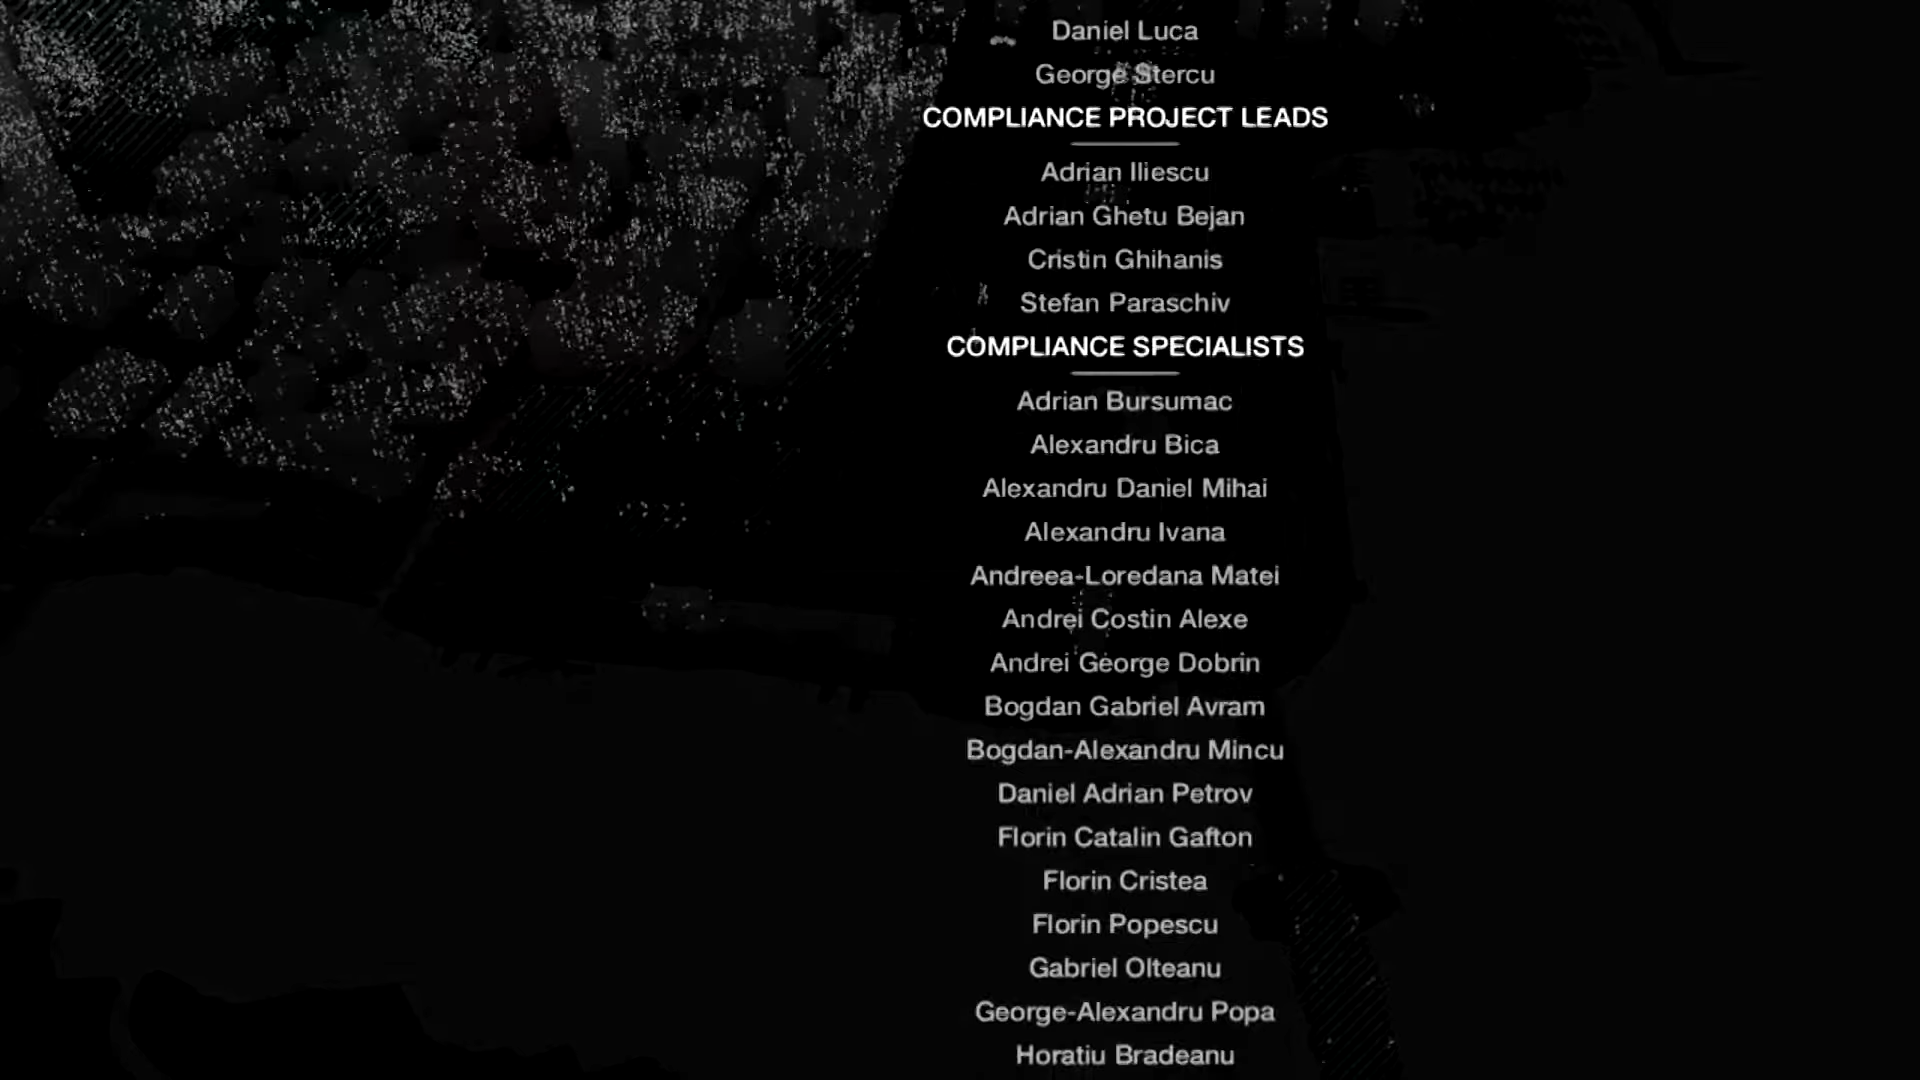 Daniel Luca
George Stercu
COMPLIANCE PROJECT LEADS
Adrian Iliescu
Adrian Ghetu Bejan
Cristin Ghihanis
Stefan Paraschiv
COMPLIANCE SPECIALISTS
Adrian Bursumac
Alexandru Bica
Alexandru Daniel Mihai
Alexandru Ivana
Andreea-Loredana Matei
Andrei Costin Alexe
Andrei George Dobrin
Bogdan Gabriel Avram
Bogdan-Alexandru Mincu
Daniel Adrian Petrov
Florin Catalin Gafton
Florin Cristea
Florin Popescu
Gabriel Olteanu
George-Alexandru Popa
Horatiu Bradeanu